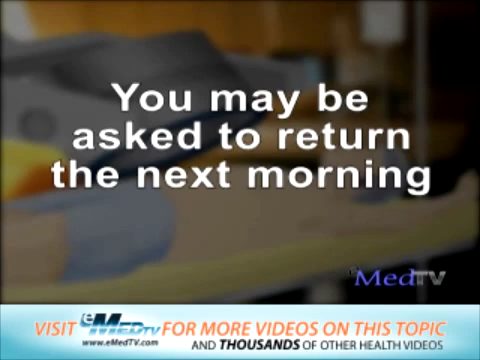 You may be
asked to return
the next morning
eMedTV
VISIT eMEDTV FOR MORE VIDEOS ON THIS TOPIC
www.eMedTV.com AND THOUSANDS OF OTHER HEALTH VIDEOS